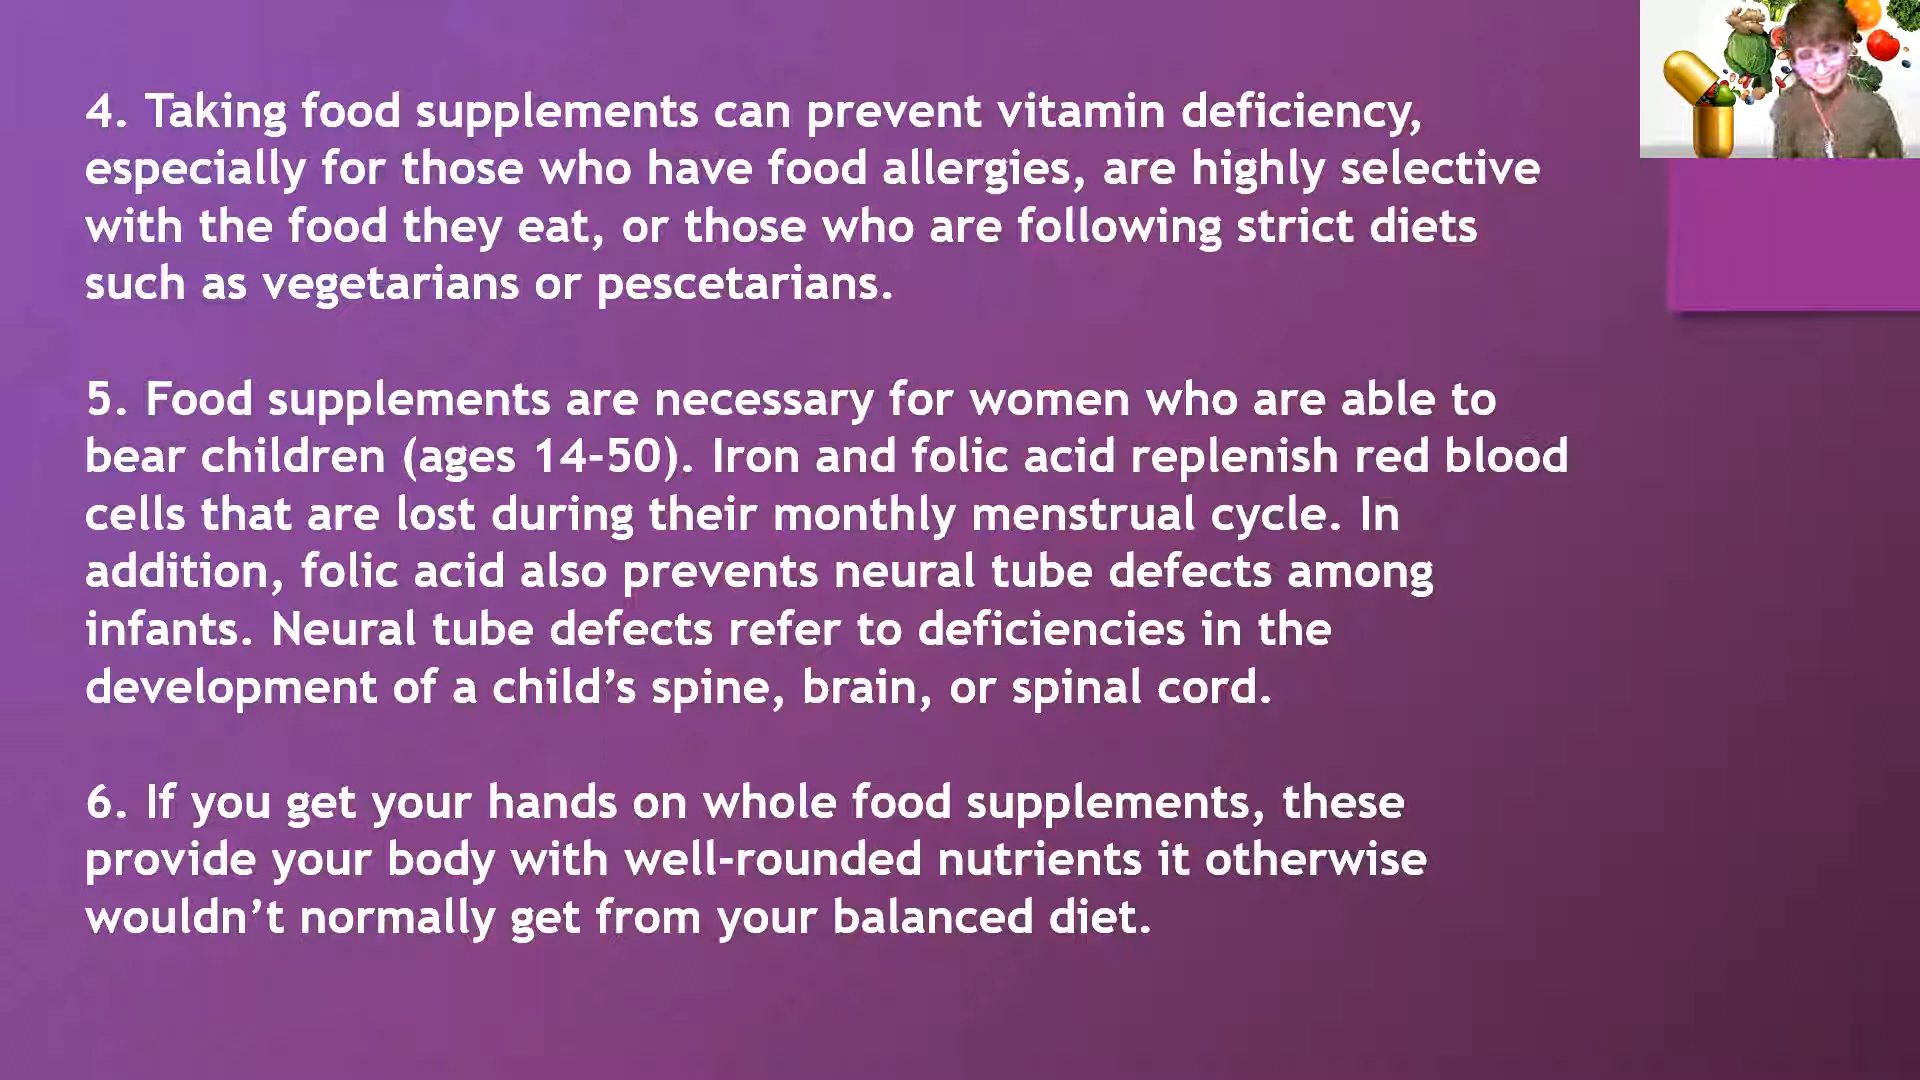 4. Taking food supplements can prevent vitamin deficiency,
especially for those who have food allergies, are highly selective
with the food they eat, or those who are following strict diets
such as vegetarians or pescetarians.
5. Food supplements are necessary for women who are able to
bear children (ages 14-50). Iron and folic acid replenish red blood
cells that are lost during their monthly menstrual cycle. In
addition, folic acid also prevents neural tube defects among
infants. Neural tube defects refer to deficiencies in the
development of a child’s spine, brain, or spinal cord.
6. If you get your hands on whole food supplements, these
provide your body with well-rounded nutrients it otherwise
wouldn’t normally get from your balanced diet.